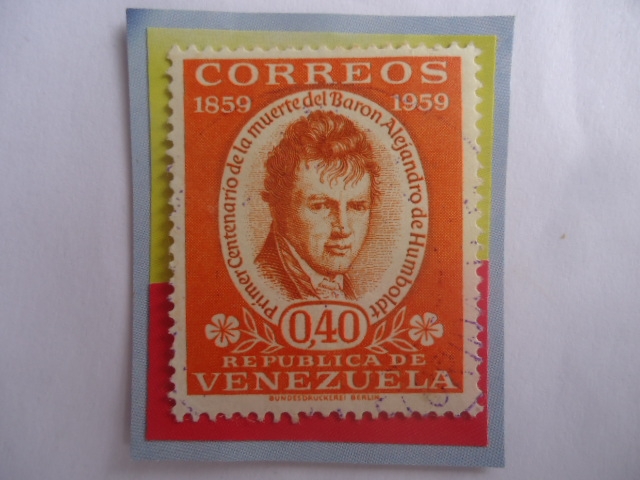 CORREOS
1859 1959
Primer Centenario de la muerte del Baron Alejandro de Humboldt
0,40
REPUBLICA DE
VENEZUELA
BUNDESDRUCKEREI BERLIN